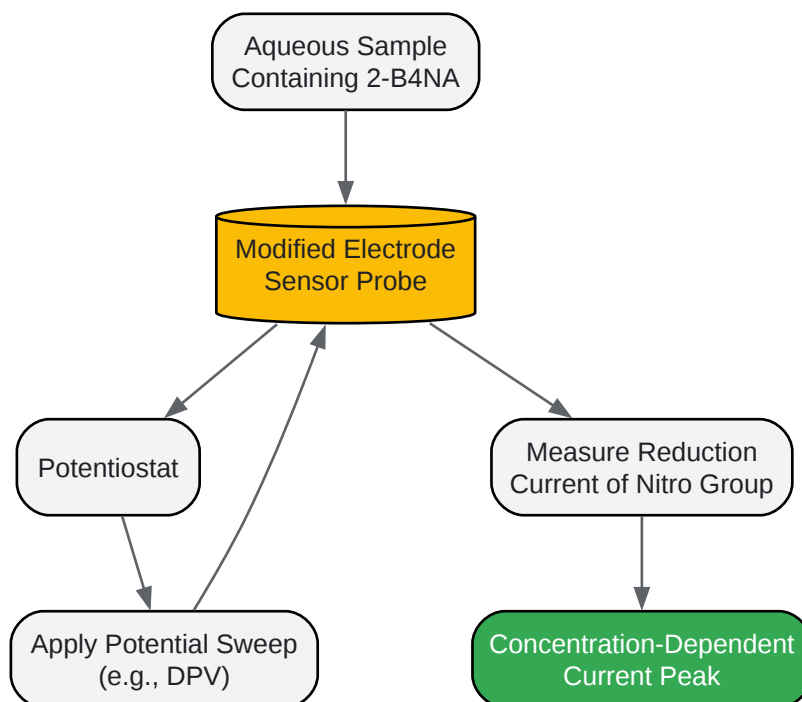 Aqueous Sample
Containing 2-B4NA
Modified Electrode
Sensor Probe
Potentiostat
Measure Reduction
Current of Nitro Group
Apply Potential Sweep
(e.g., DPV)
Concentration-Dependent
Current Peak